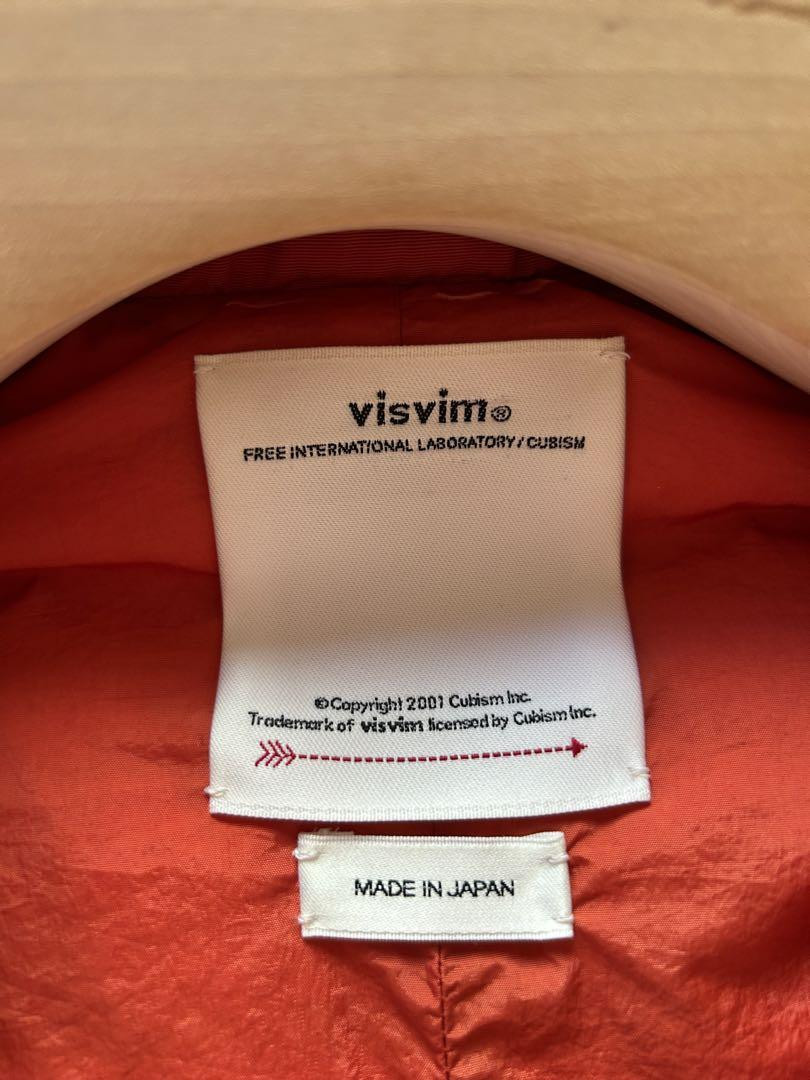 visvim®
FREE INTERNATIONAL LABORATORY / CUBISM
©Copyright 2001 Cubism Inc.
Trademark of visvim licensed by Cubism Inc.
MADE IN JAPAN